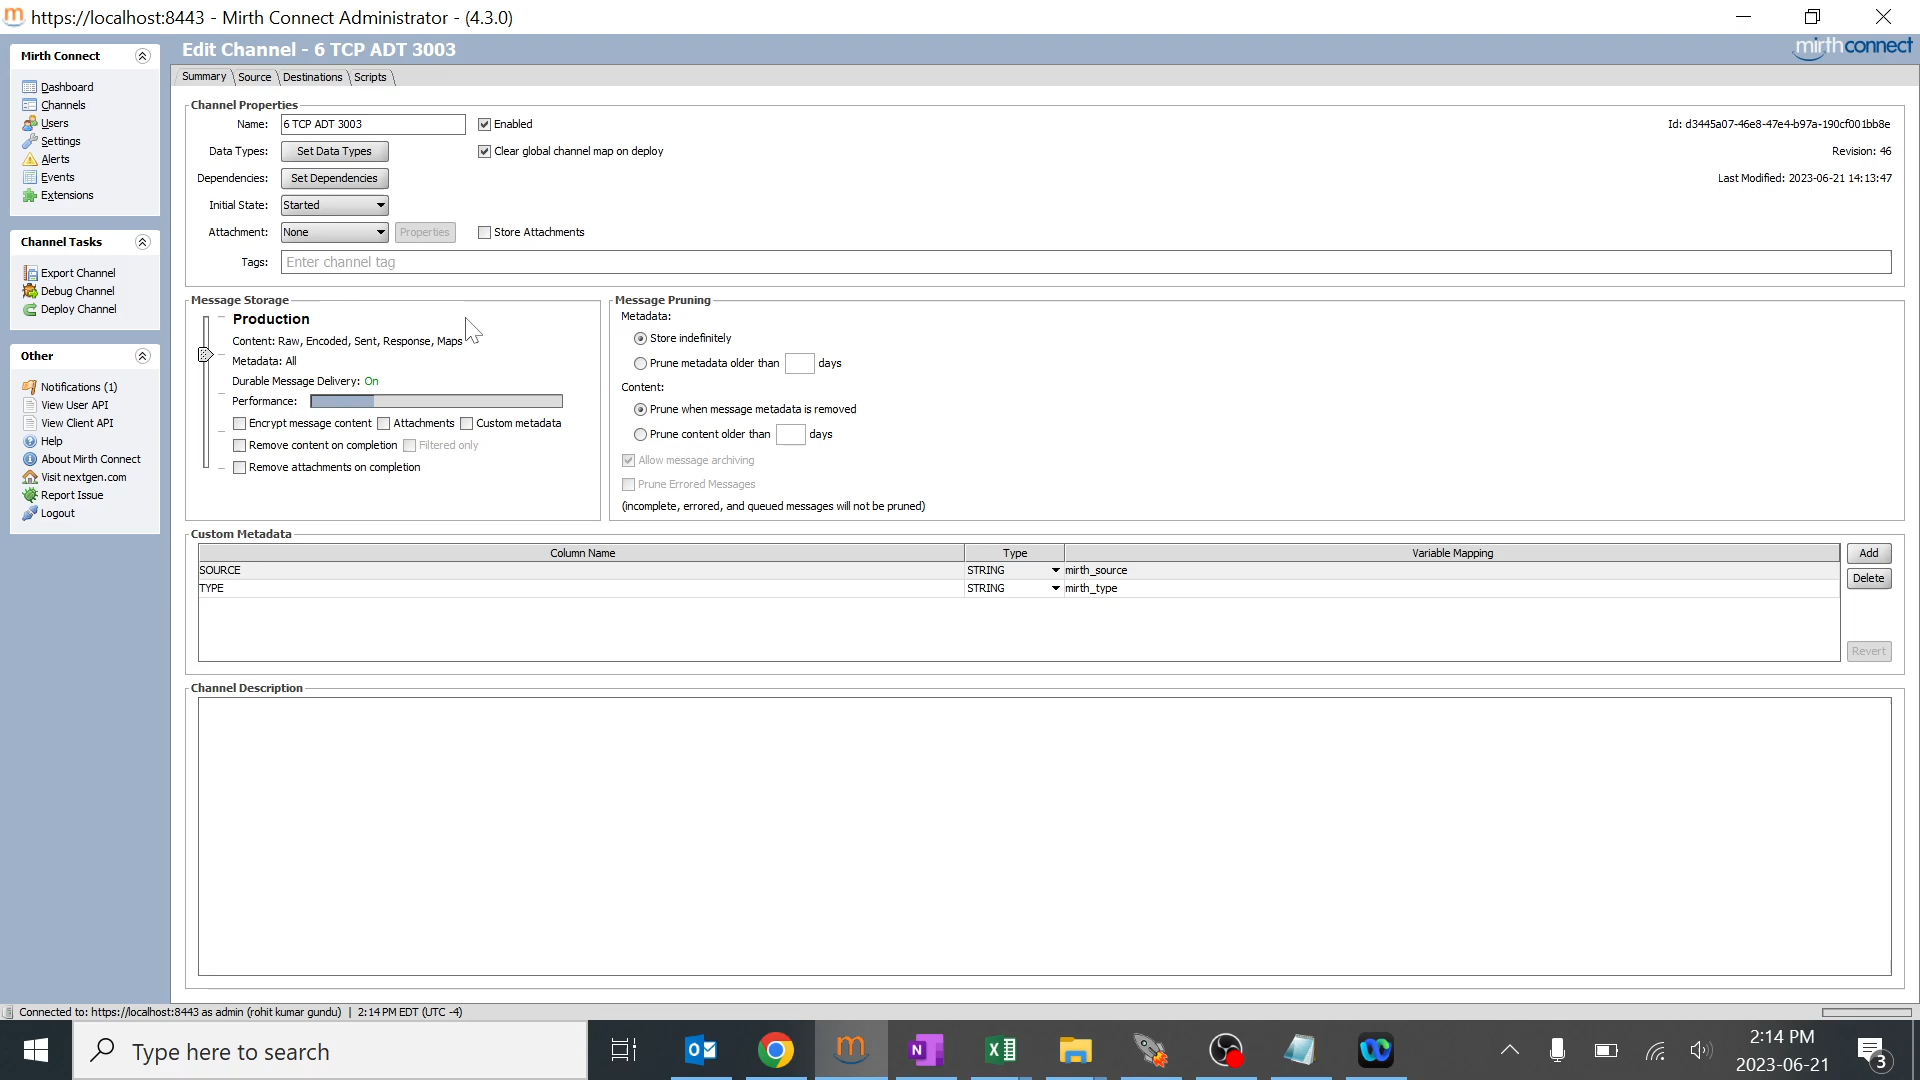 https://localhost:8443 - Mirth Connect Administrator - (4.3.0)
Mirth Connect
Dashboard
Channels
Users
Settings
Alerts
Events
Extensions
Channel Tasks
Export Channel
Debug Channel
Deploy Channel
Other
Notifications (1)
View User API
View Client API
Help
About Mirth Connect
Visit nextgen.com
Report Issue
Logout
Edit Channel - 6 TCP ADT 3003
mirthconnect
Summary Source Destinations Scripts
Channel Properties
Name: 6 TCP ADT 3003 Enabled Id: d3445a07-46e8-47e4-b97a-190cf001bb8e
Data Types: Set Data Types Clear global channel map on deploy Revision: 46
Dependencies: Set Dependencies Last Modified: 2023-06-21 14:13:47
Initial State: Started
Attachment: None Properties Store Attachments
Tags: Enter channel tag
Message Storage
Production
Content: Raw, Encoded, Sent, Response, Maps
Metadata: All
Durable Message Delivery: On
Performance:
Encrypt message content Attachments Custom metadata
Remove content on completion Filtered only
Remove attachments on completion
Message Pruning
Metadata:
Store indefinitely
Prune metadata older than days
Content:
Prune when message metadata is removed
Prune content older than days
Allow message archiving
Prune Errored Messages
(incomplete, errored, and queued messages will not be pruned)
Custom Metadata
Column Name Type Variable Mapping
SOURCE STRING mirth_source
TYPE STRING mirth_type
Add
Delete
Revert
Channel Description
Connected to: https://localhost:8443 as admin (rohit kumar gundu) | 2:14 PM EDT (UTC -4)
Type here to search
2:14 PM
2023-06-21
3